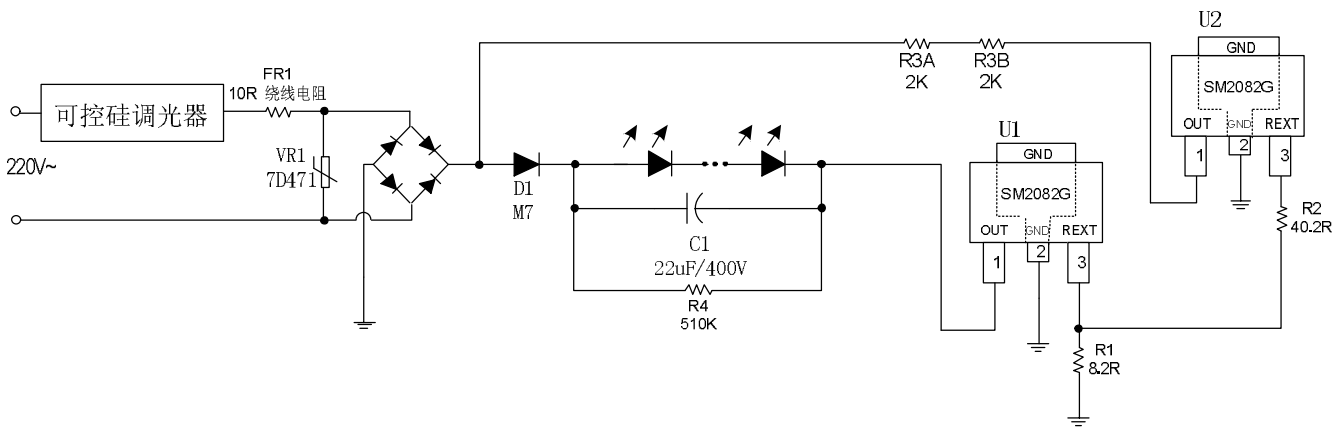 220V~
可控硅调光器
FR1
10R 绕线电阻
VR1
7D471
D1
M7
C1
22uF/400V
R4
510K
R3A
2K
R3B
2K
U1
GND
SM2082G
OUT
GND
REXT
1
2
3
R1
8.2R
U2
GND
SM2082G
OUT
GND
REXT
1
2
3
R2
40.2R